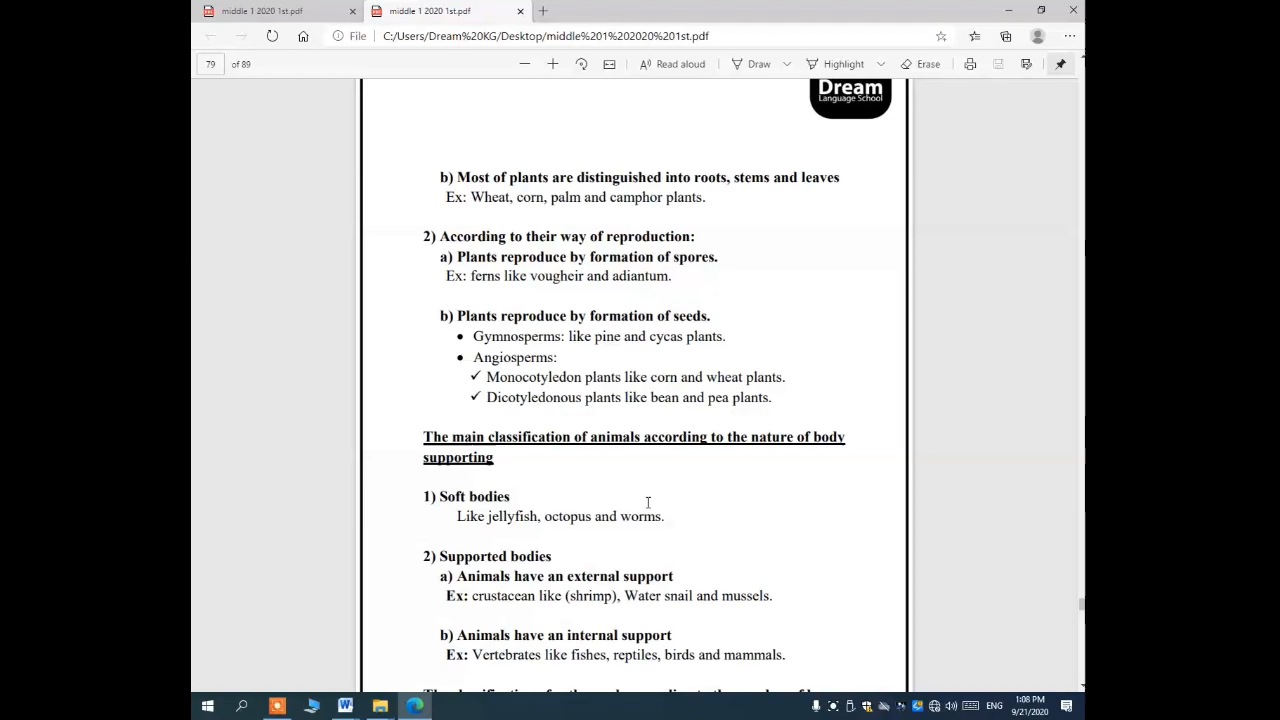 middle 1 2020 1st.pdf
middle 1 2020 1st.pdf
File
C:/Users/Dream%20KG/Desktop/middle%201%202020%201st.pdf
79 of 89
Read aloud
Draw
Highlight
Erase
Dream
Language School
b) Most of plants are distinguished into roots, stems and leaves
Ex: Wheat, corn, palm and camphor plants.
2) According to their way of reproduction:
a) Plants reproduce by formation of spores.
Ex: ferns like vougheir and adiantum.
b) Plants reproduce by formation of seeds.
• Gymnosperms: like pine and cycas plants.
• Angiosperms:
✓ Monocotyledon plants like corn and wheat plants.
✓ Dicotyledonous plants like bean and pea plants.
The main classification of animals according to the nature of body
supporting
1) Soft bodies
Like jellyfish, octopus and worms.
2) Supported bodies
a) Animals have an external support
Ex: crustacean like (shrimp), Water snail and mussels.
b) Animals have an internal support
Ex: Vertebrates like fishes, reptiles, birds and mammals.
ENG
1:08 PM
9/21/2020